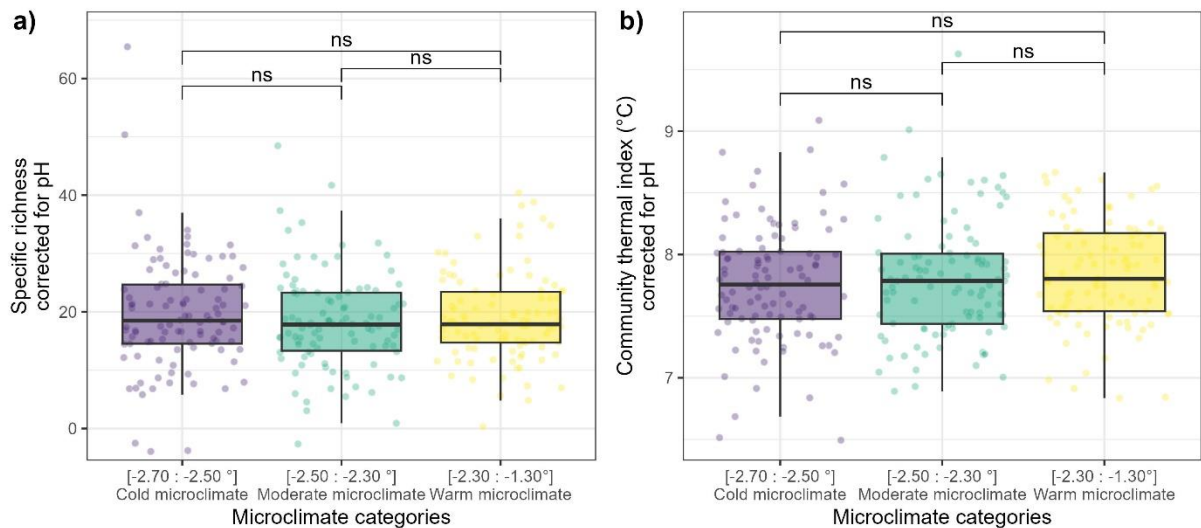 a)
ns
ns
ns
60
40
20
0
Specific richness
corrected for pH
[-2.70 : -2.50 °]
[-2.50 : -2.30 °]
[-2.30 : -1.30°]
Cold microclimate
Moderate microclimate
Warm microclimate
Microclimate categories
b)
ns
ns
ns
9
8
7
Community thermal index (°C)
corrected for pH
[-2.70 : -2.50 °]
[-2.50 : -2.30 °]
[-2.30 : -1.30°]
Cold microclimate
Moderate microclimate
Warm microclimate
Microclimate categories